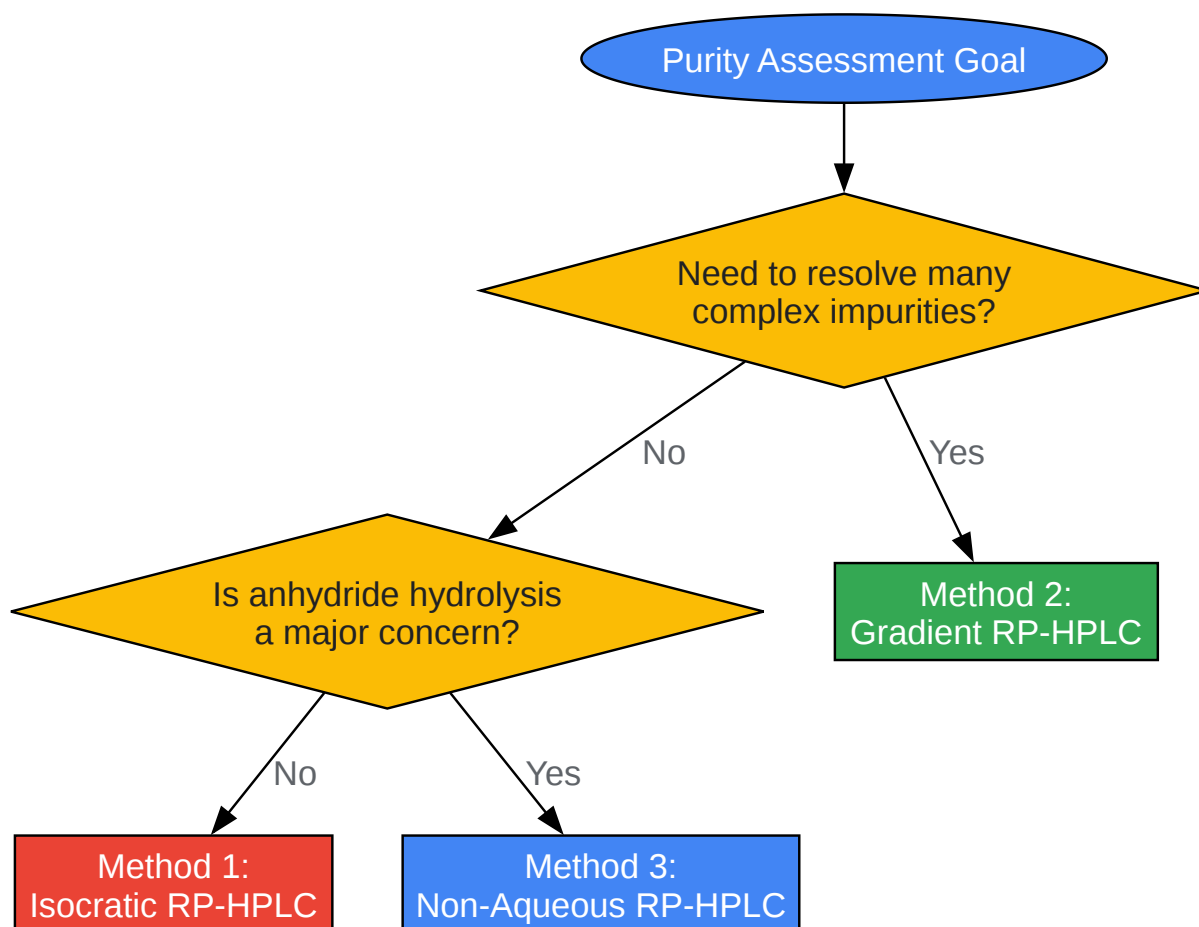 Purity Assessment Goal
Need to resolve many
complex impurities?
No
Yes
Is anhydride hydrolysis
a major concern?
Method 2:
Gradient RP-HPLC
No
Yes
Method 1:
Isocratic RP-HPLC
Method 3:
Non-Aqueous RP-HPLC